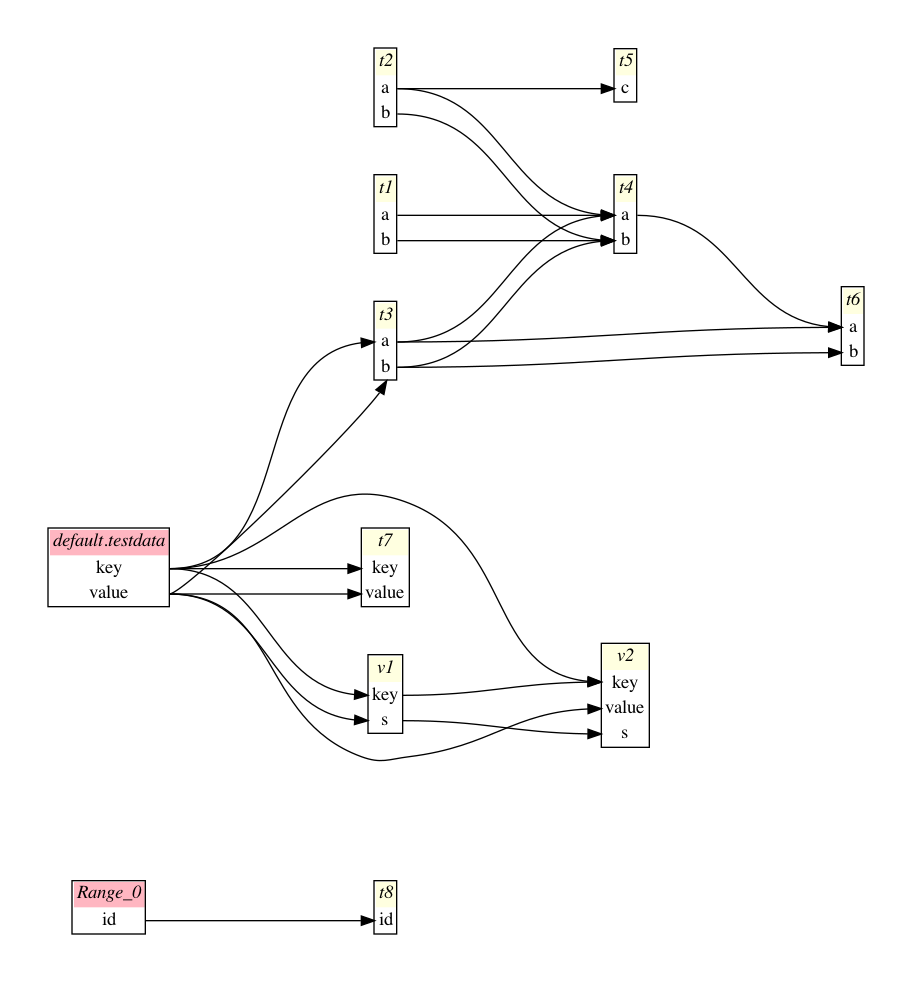 t2
a
b
t5
c
t1
a
b
t4
a
b
t3
a
b
t6
a
b
default.testdata
key
value
t7
key
value
v1
key
s
v2
key
value
s
Range_0
id
t8
id